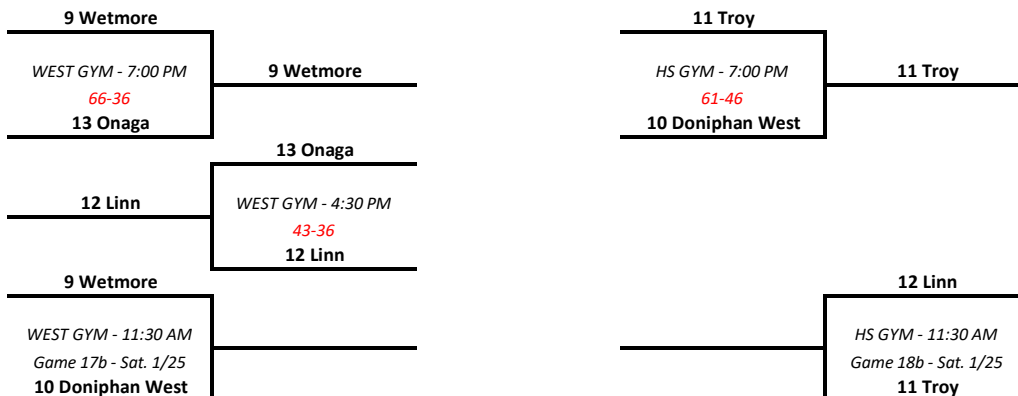 9 Wetmore
WEST GYM - 7:00 PM
66-36
13 Onaga
9 Wetmore
13 Onaga
12 Linn
WEST GYM - 4:30 PM
43-36
12 Linn
9 Wetmore
WEST GYM - 11:30 AM
Game 17b - Sat. 1/25
10 Doniphan West
11 Troy
HS GYM - 7:00 PM
61-46
10 Doniphan West
11 Troy
12 Linn
HS GYM - 11:30 AM
Game 18b - Sat. 1/25
11 Troy